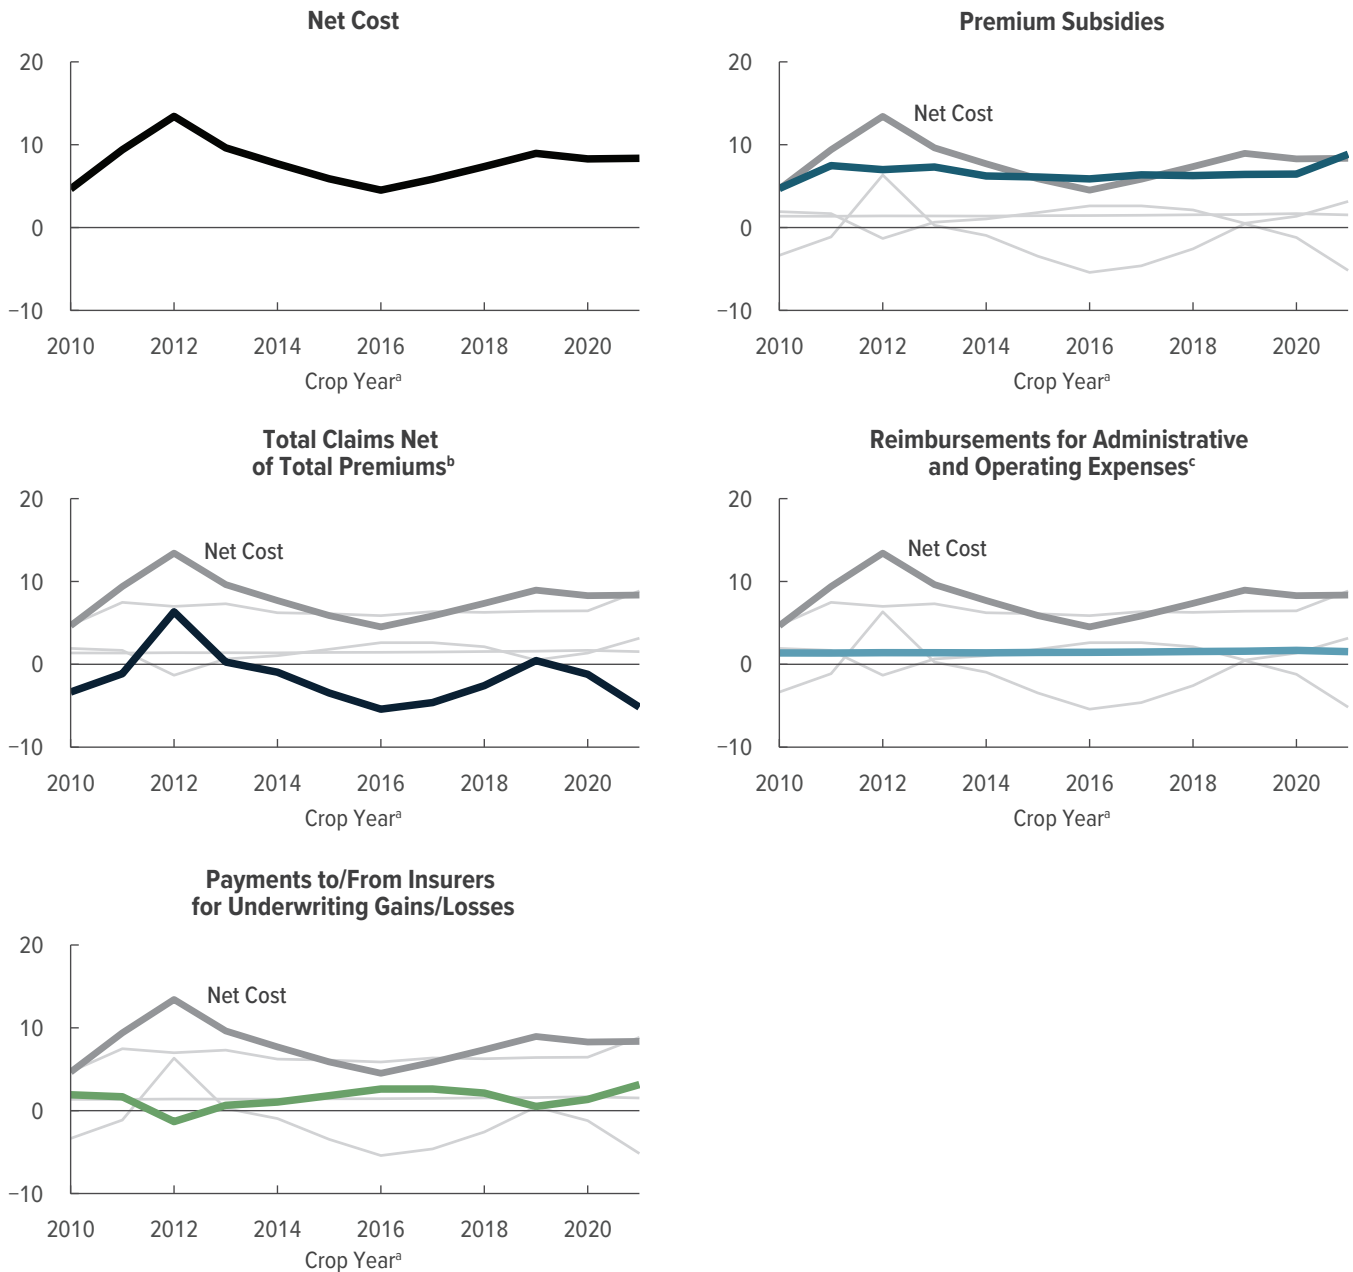 Net Cost
20
10
0
−10
2010 2012 2014 2016 2018 2020
Crop Yearᵃ
Premium Subsidies
20
Net Cost
10
0
−10
2010 2012 2014 2016 2018 2020
Crop Yearᵃ
Total Claims Net
of Total Premiumsᵇ
20
Net Cost
10
0
−10
2010 2012 2014 2016 2018 2020
Crop Yearᵃ
Reimbursements for Administrative
and Operating Expensesᶜ
20
Net Cost
10
0
−10
2010 2012 2014 2016 2018 2020
Crop Yearᵃ
Payments to/From Insurers
for Underwriting Gains/Losses
20
Net Cost
10
0
−10
2010 2012 2014 2016 2018 2020
Crop Yearᵃ